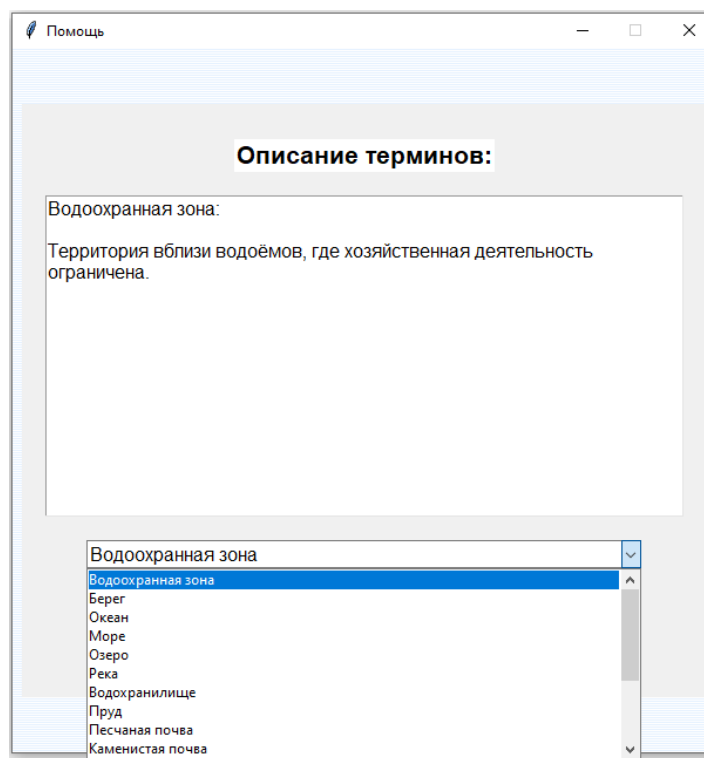 Помощь
Описание терминов:
Водоохранная зона:
Территория вблизи водоёмов, где хозяйственная деятельность
ограничена.
Водоохранная зона
Водоохранная зона
Берег
Океан
Море
Озеро
Река
Водохранилище
Пруд
Песчаная почва
Каменистая почва